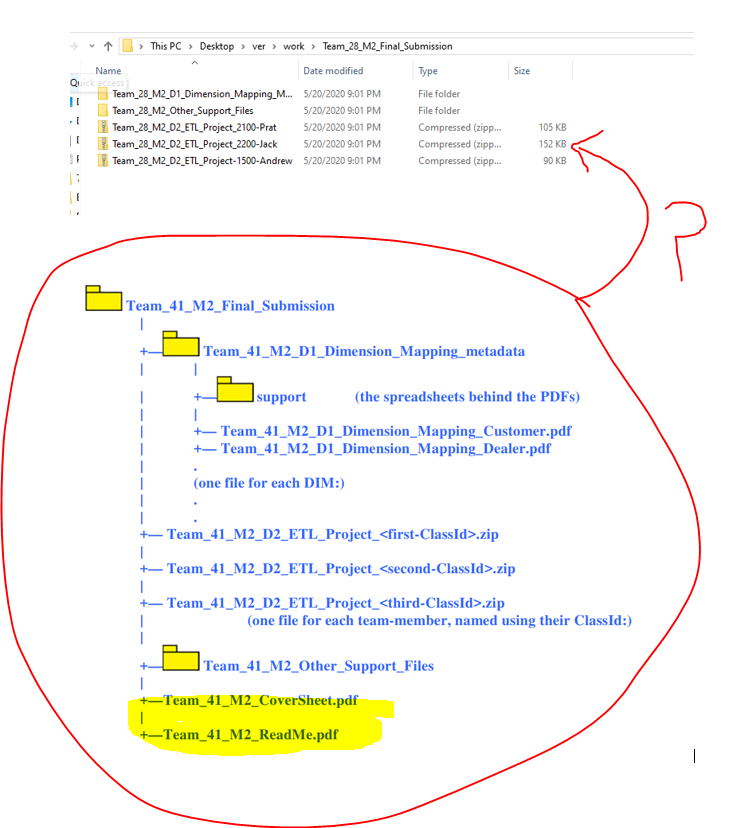 This PC > Desktop > ver > work > Team_28_M2_Final_Submission
Name Date modified Type Size
Quick access
Team_28_M2_D1_Dimension_Mapping_M... 5/20/2020 9:01 PM File folder
Team_28_M2_Other_Support_Files 5/20/2020 9:01 PM File folder
Team_28_M2_D2_ETL_Project_2100-Prat 5/20/2020 9:01 PM Compressed (zipp... 105 KB
Team_28_M2_D2_ETL_Project_2200-Jack 5/20/2020 9:01 PM Compressed (zipp... 152 KB
Team_28_M2_D2_ETL_Project-1500-Andrew 5/20/2020 9:01 PM Compressed (zipp... 90 KB
?
Team_41_M2_Final_Submission
|
+— Team_41_M2_D1_Dimension_Mapping_metadata
| |
| +— support (the spreadsheets behind the PDFs)
| |
| +— Team_41_M2_D1_Dimension_Mapping_Customer.pdf
| +— Team_41_M2_D1_Dimension_Mapping_Dealer.pdf
| .
| (one file for each DIM:)
| .
| .
+— Team_41_M2_D2_ETL_Project_<first-ClassId>.zip
|
+— Team_41_M2_D2_ETL_Project_<second-ClassId>.zip
|
+— Team_41_M2_D2_ETL_Project_<third-ClassId>.zip
| (one file for each team-member, named using their ClassId:)
|
+— Team_41_M2_Other_Support_Files
|
+—Team_41_M2_CoverSheet.pdf
|
+—Team_41_M2_ReadMe.pdf